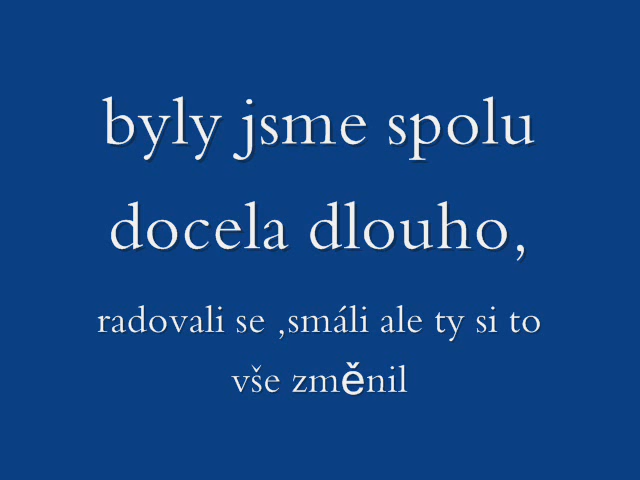 byly jsme spolu
docela dlouho,
radovali se ,smáli ale ty si to
vše změnil